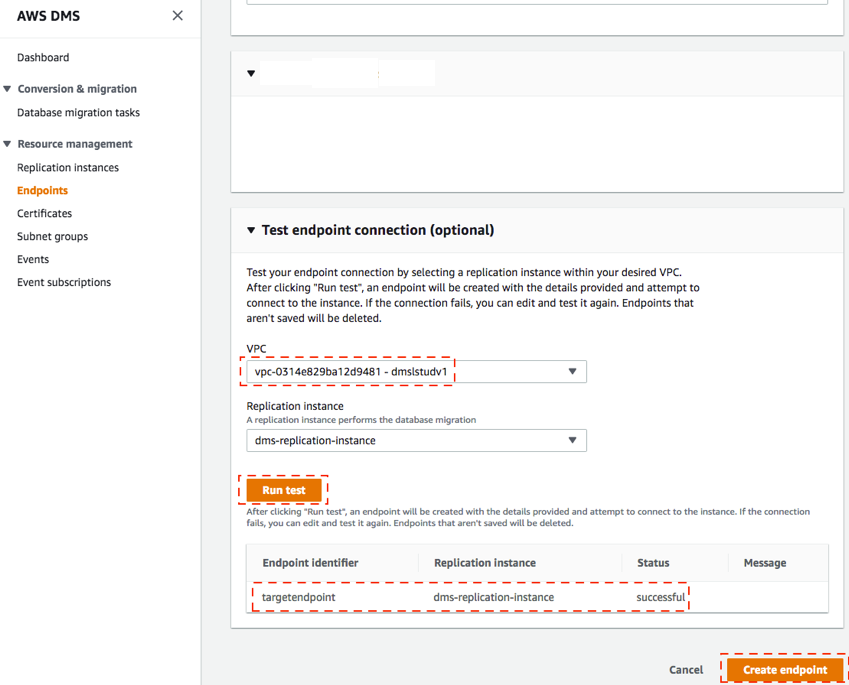 AWS DMS
Dashboard
Conversion & migration
Database migration tasks
Resource management
Replication instances
Endpoints
Certificates
Subnet groups
Events
Event subscriptions
Test endpoint connection (optional)
Test your endpoint connection by selecting a replication instance within your desired VPC.
After clicking "Run test", an endpoint will be created with the details provided and attempt to
connect to the instance. If the connection fails, you can edit and test it again. Endpoints that
aren't saved will be deleted.
VPC
vpc-0314e829ba12d9481 - dmslstudv1
Replication instance
A replication instance performs the database migration
dms-replication-instance
Run test
After clicking "Run test", an endpoint will be created with the details provided and attempt to connect to the instance. If the connection
fails, you can edit and test it again. Endpoints that aren't saved will be deleted.
Endpoint identifier Replication instance Status Message
targetendpoint dms-replication-instance successful
Cancel Create endpoint